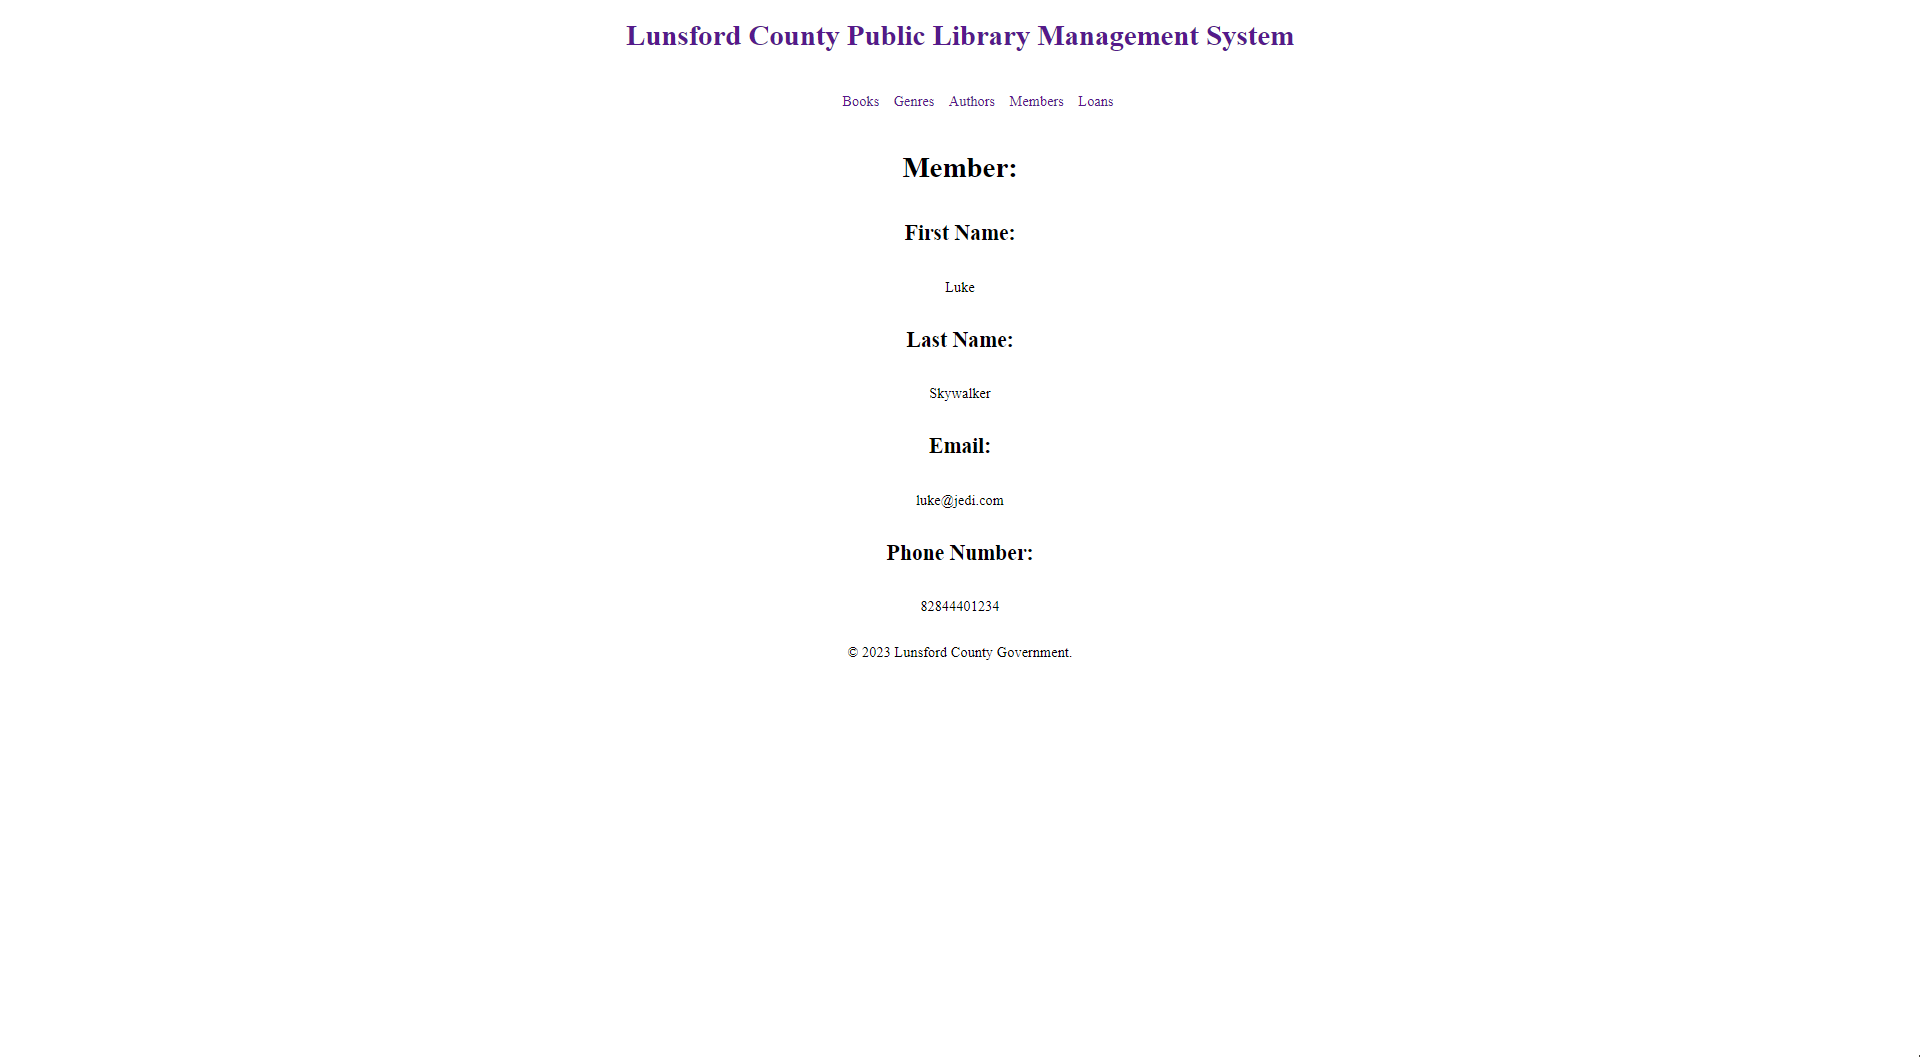 Lunsford County Public Library Management System
Books Genres Authors Members Loans
Member:
First Name:
Luke
Last Name:
Skywalker
Email:
luke@jedi.com
Phone Number:
82844401234
© 2023 Lunsford County Government.